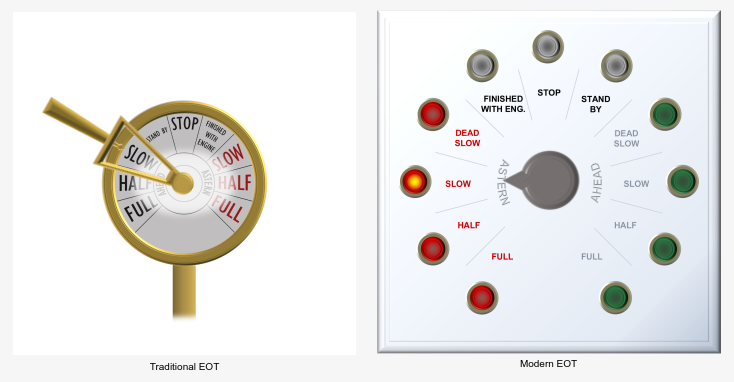 STAND BY
STOP
FINISHED
WITH
ENGINE
SLOW
HALF
FULL
ASTERN
SLOW
HALF
FULL
Traditional EOT
FINISHED
WITH ENG.
STOP
STAND
BY
DEAD
SLOW
DEAD
SLOW
SLOW
ASTERN
AHEAD
SLOW
HALF
HALF
FULL
FULL
Modern EOT